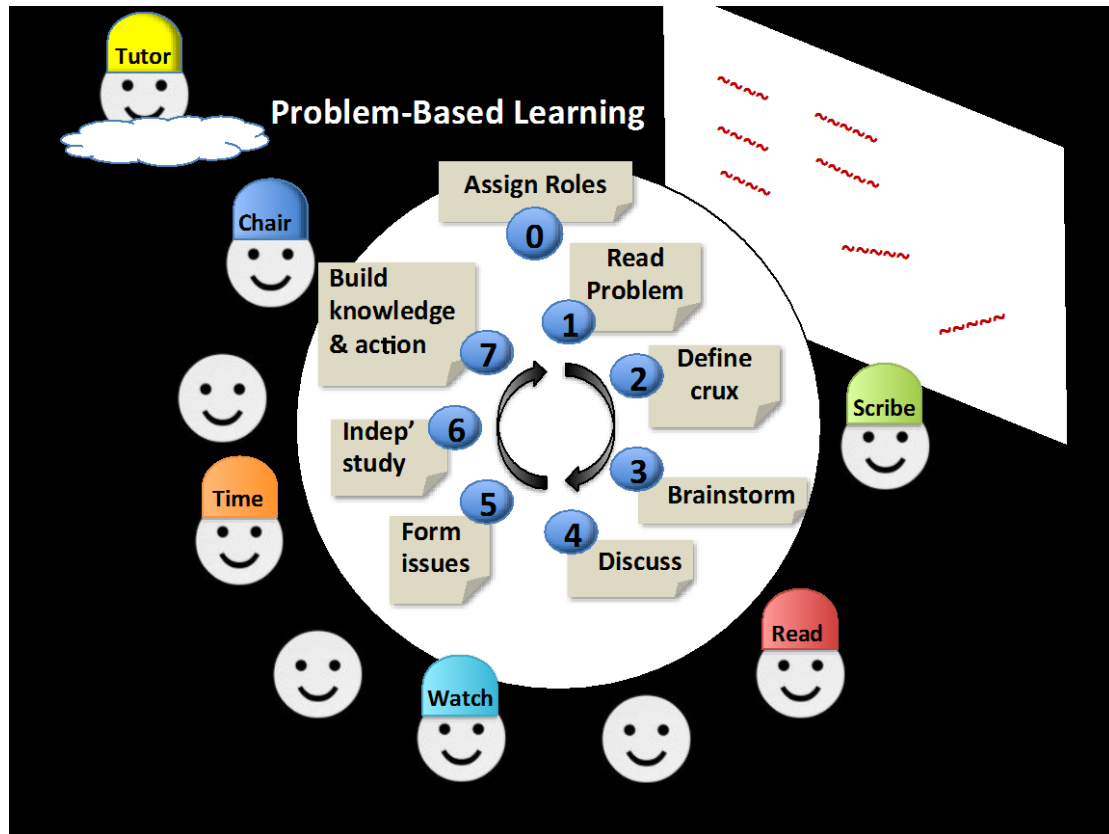 Tutor
Problem-Based Learning
Assign Roles
0
Chair
Read
Problem
1
Build
knowledge
& action
7
Define
crux
2
Scribe
Indep'
study
6
3
Brainstorm
Time
5
Form
issues
4
Discuss
Read
Watch
~~~~
~~~~~
~~~~
~~~~~
~~~~
~~~~~
~~~~~